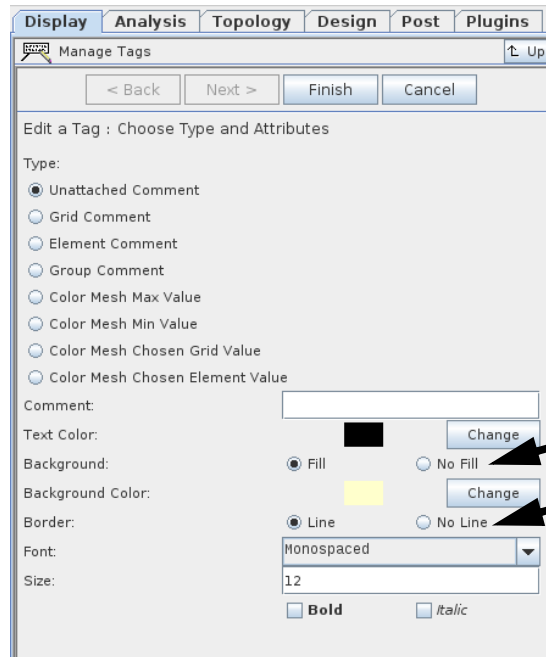 Display Analysis Topology Design Post Plugins
Manage Tags Up
< Back Next > Finish Cancel
Edit a Tag : Choose Type and Attributes
Type:
Unattached Comment
Grid Comment
Element Comment
Group Comment
Color Mesh Max Value
Color Mesh Min Value
Color Mesh Chosen Grid Value
Color Mesh Chosen Element Value
Comment:
Text Color: Change
Background: Fill No Fill
Background Color: Change
Border: Line No Line
Font: Monospaced
Size: 12
Bold Italic